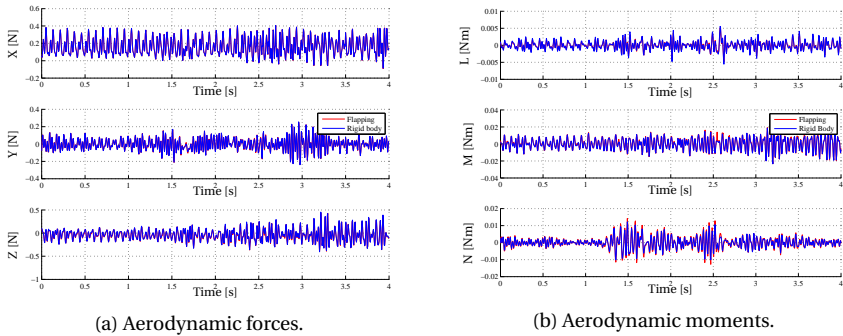 0.6
0.4
0.2
0
−0.2
X [N]
0 0.5 1 1.5 2 2.5 3 3.5 4
Time [s]
0.4
0.2
0
−0.2
−0.4
Y [N]
Flapping
Rigid body
0 0.5 1 1.5 2 2.5 3 3.5 4
Time [s]
0.5
0
−0.5
−1
Z [N]
0 0.5 1 1.5 2 2.5 3 3.5 4
Time [s]
(a) Aerodynamic forces.
0.01
0.005
0
−0.005
−0.01
L [Nm]
0 0.5 1 1.5 2 2.5 3 3.5 4
Time [s]
0.04
0.02
0
−0.02
−0.04
M [Nm]
Flapping
Rigid Body
0 0.5 1 1.5 2 2.5 3 3.5 4
Time [s]
0.02
0.01
0
−0.01
−0.02
N [Nm]
0 0.5 1 1.5 2 2.5 3 3.5 4
Time [s]
(b) Aerodynamic moments.